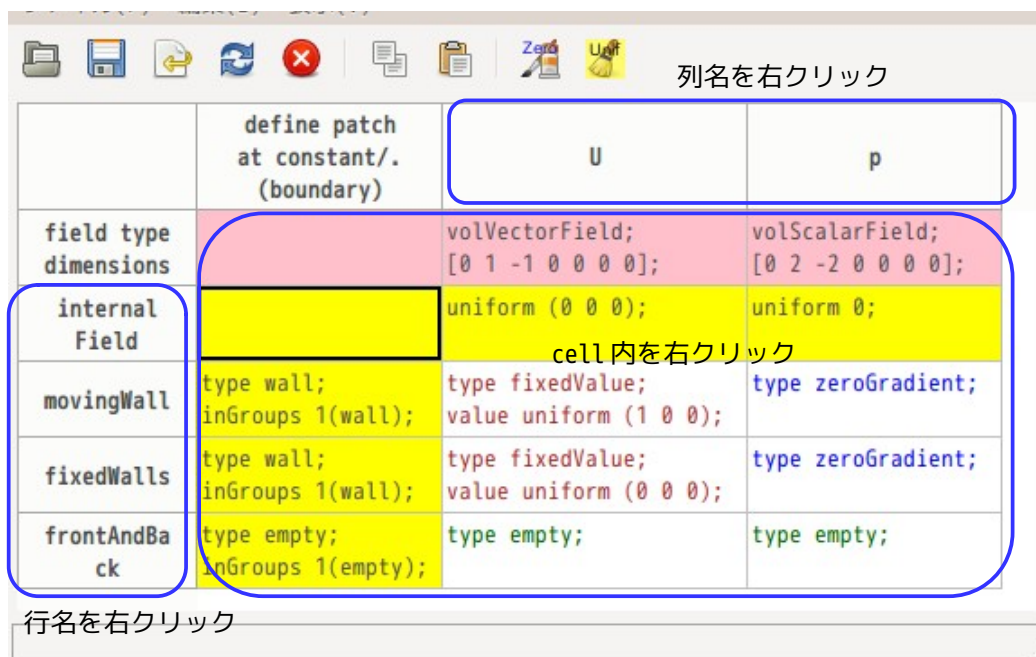 Zero
Unif
列名を右クリック
define patch
at constant/.
(boundary)
U
p
field type
dimensions
volVectorField;
[0 1 -1 0 0 0 0];
volScalarField;
[0 2 -2 0 0 0 0];
internal
Field
uniform (0 0 0);
uniform 0;
cell内を右クリック
movingWall
type wall;
inGroups 1(wall);
type fixedValue;
value uniform (1 0 0);
type zeroGradient;
fixedWalls
type wall;
inGroups 1(wall);
type fixedValue;
value uniform (0 0 0);
type zeroGradient;
frontAndBa
ck
type empty;
inGroups 1(empty);
type empty;
type empty;
行名を右クリック